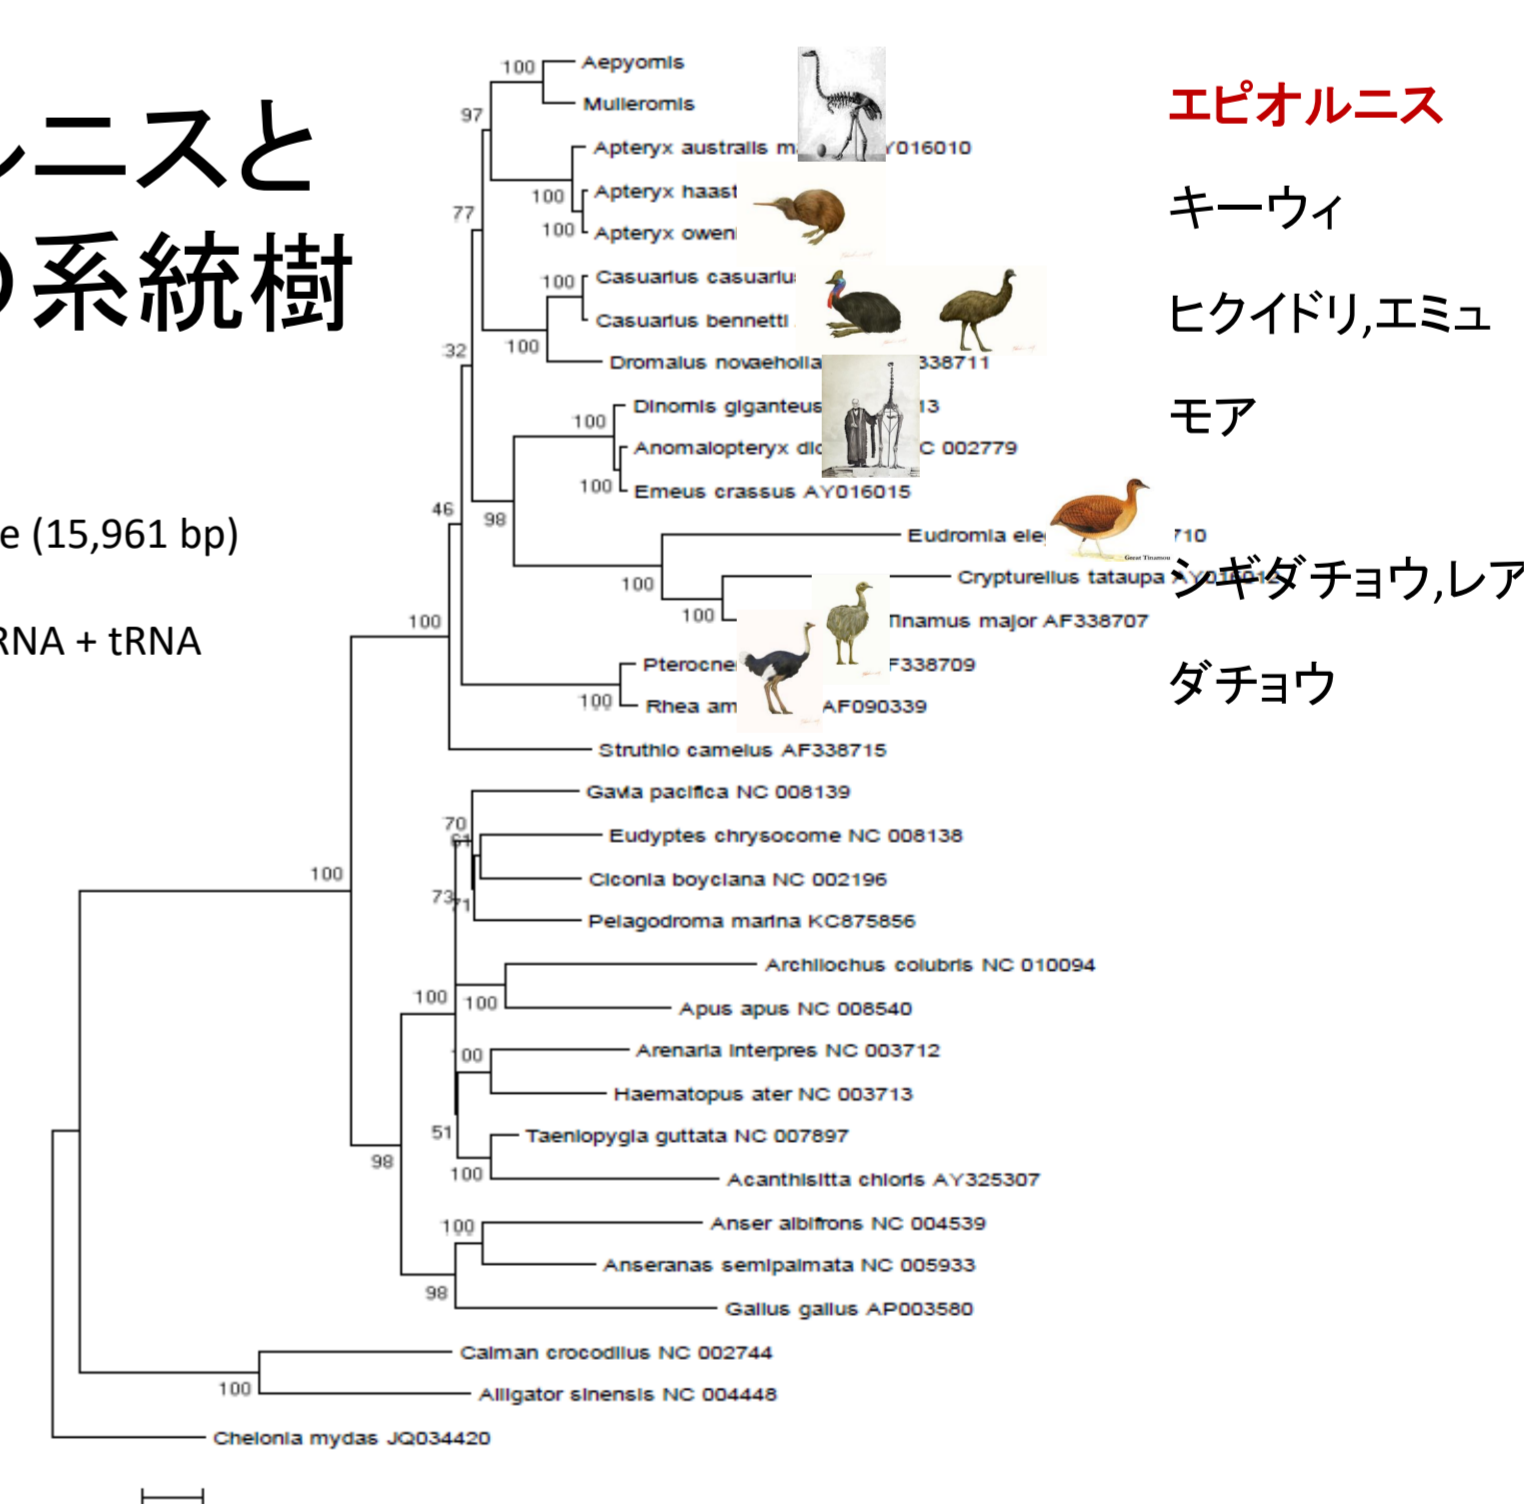 ルニスと
の系統樹
e (15,961 bp)
RNA + tRNA
エピオルニス
キーウィ
ヒクイドリ,エミュ
モア
シギダチョウ,レア
ダチョウ
100
Aepyornis
Mulleromis
97
Apteryx australis m Y016010
100
Apteryx haast
77
Apteryx oweni
100
Casuarius casuarius
100
Casuarius bennetti
100
32
Dromaius novaeholla 338711
Dinornis giganteus 13
100
Anomalopteryx dic C 002779
100
Emeus crassus AY016015
46
98
Eudromia ele 710
100
Crypturellus tataupa AY016012
100
Tinamus major AF338707
100
Pterocne F338709
100
Rhea am AF090339
Struthio camelus AF338715
Gavia pacifica NC 008139
70
61
Eudyptes chrysocome NC 008138
100
Ciconia boyciana NC 002196
73
71
Pelagodroma marina KC875856
Archilochus colubris NC 010094
100
100
Apus apus NC 008540
Arenaria interpres NC 003712
100
Haematopus ater NC 003713
51
Taeniopygia guttata NC 007897
98
100
Acanthisitta chloris AY325307
Anser albifrons NC 004539
100
Anseranas semipalmata NC 005933
98
Gallus gallus AP003580
Caiman crocodilus NC 002744
100
Alligator sinensis NC 004448
Chelonia mydas JQ034420
Great Tinamou